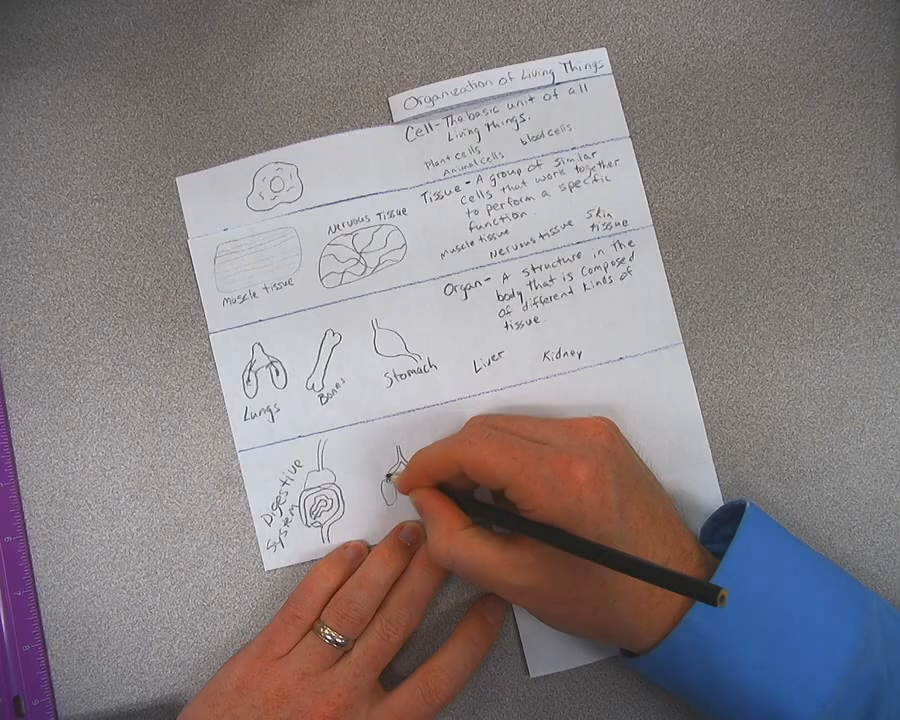 Organization of Living Things
Cell - The basic unit of all
Living things.
Plant cells
Animal cells
blood cells
Nervous Tissue
Muscle tissue
Tissue - A group of similar
cells that work together
to perform a specific
function.
Muscle tissue
Nervous tissue
Skin
tissue
Organ - A structure in the
body that is composed
of different kinds of
tissue
Lungs
Bones
Stomach
Liver
Kidney
Digestive
System